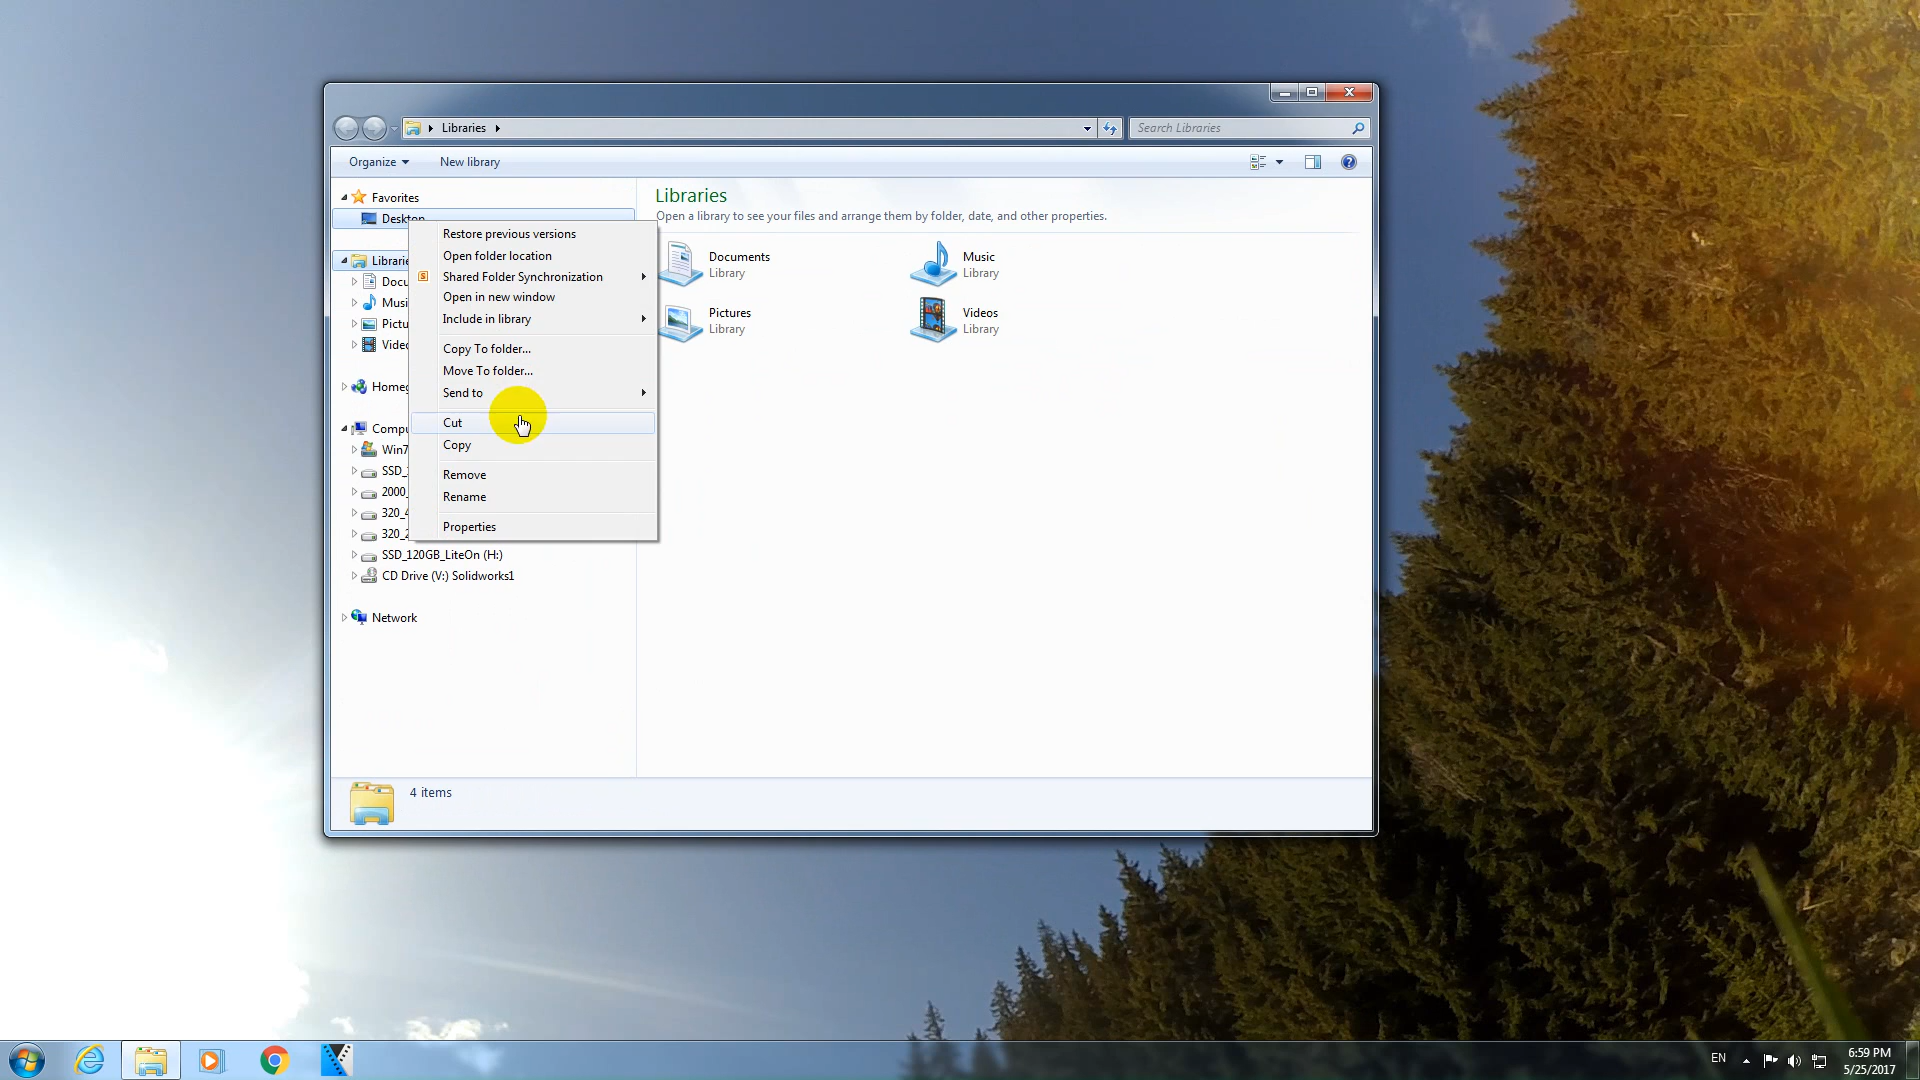 Libraries
Search Libraries
Organize
New library
Favorites
Desktop
Libraries
Open a library to see your files and arrange them by folder, date, and other properties.
Restore previous versions
Open folder location
Shared Folder Synchronization
Open in new window
Include in library
Copy To folder...
Move To folder...
Send to
Cut
Copy
Remove
Rename
Properties
Librarie
Docu
Musi
Pictu
Video
Homeg
Compu
Win7
SSD_
2000_
320_4
320_2
SSD_120GB_LiteOn (H:)
CD Drive (V:) Solidworks1
Network
Documents
Library
Music
Library
Pictures
Library
Videos
Library
4 items
EN
6:59 PM
5/25/2017